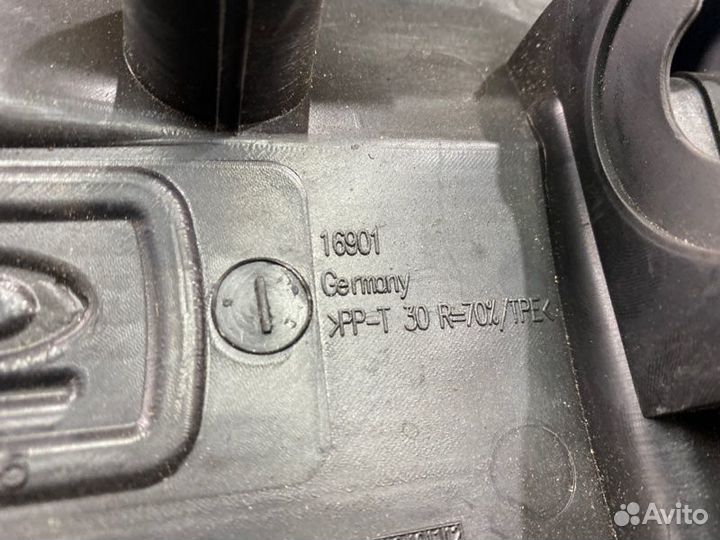 16901
Germany
>PP-T 30 R=70%/TPE<
Avito